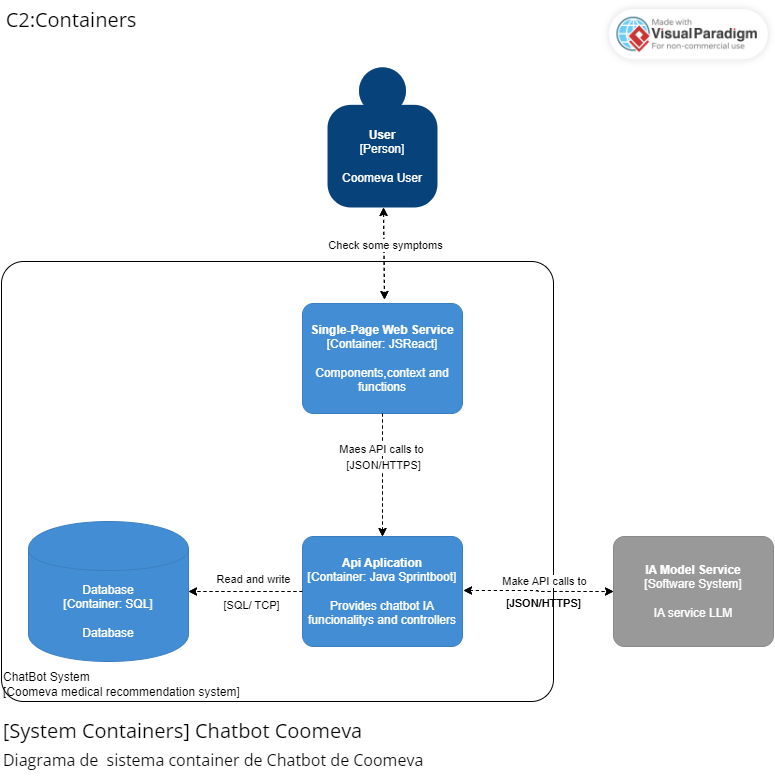 C2:Containers
Made with
VisualParadigm
For non-commercial use
User
[Person]
Coomeva User
Check some symptoms
Single-Page Web Service
[Container: JSReact]
Components,context and
functions
Maes API calls to
[JSON/HTTPS]
Database
[Container: SQL]
Database
Read and write
[SQL/ TCP]
Api Aplication
[Container: Java Sprintboot]
Provides chatbot IA
funcionalitys and controllers
Make API calls to
[JSON/HTTPS]
IA Model Service
[Software System]
IA service LLM
ChatBot System
[Coomeva medical recommendation system]
[System Containers] Chatbot Coomeva
Diagrama de sistema container de Chatbot de Coomeva